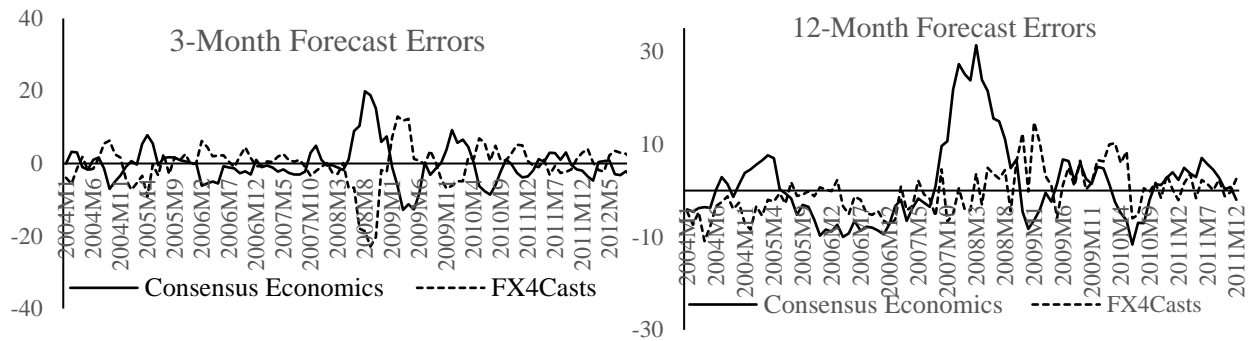 3-Month Forecast Errors
40
20
0
-20
-40
2004M1
2004M6
2004M11
2005M4
2005M9
2006M2
2006M7
2006M12
2007M5
2007M10
2008M3
2008M8
2009M1
2009M6
2009M11
2010M4
2010M9
2011M2
2011M7
2011M12
2012M5
Consensus Economics
FX4Casts
12-Month Forecast Errors
30
10
-10
-30
2004M1
2004M6
2004M11
2005M4
2005M9
2006M2
2006M7
2006M12
2007M5
2007M10
2008M3
2008M8
2009M1
2009M6
2009M11
2010M4
2010M9
2011M2
2011M7
2011M12
Consensus Economics
FX4Casts